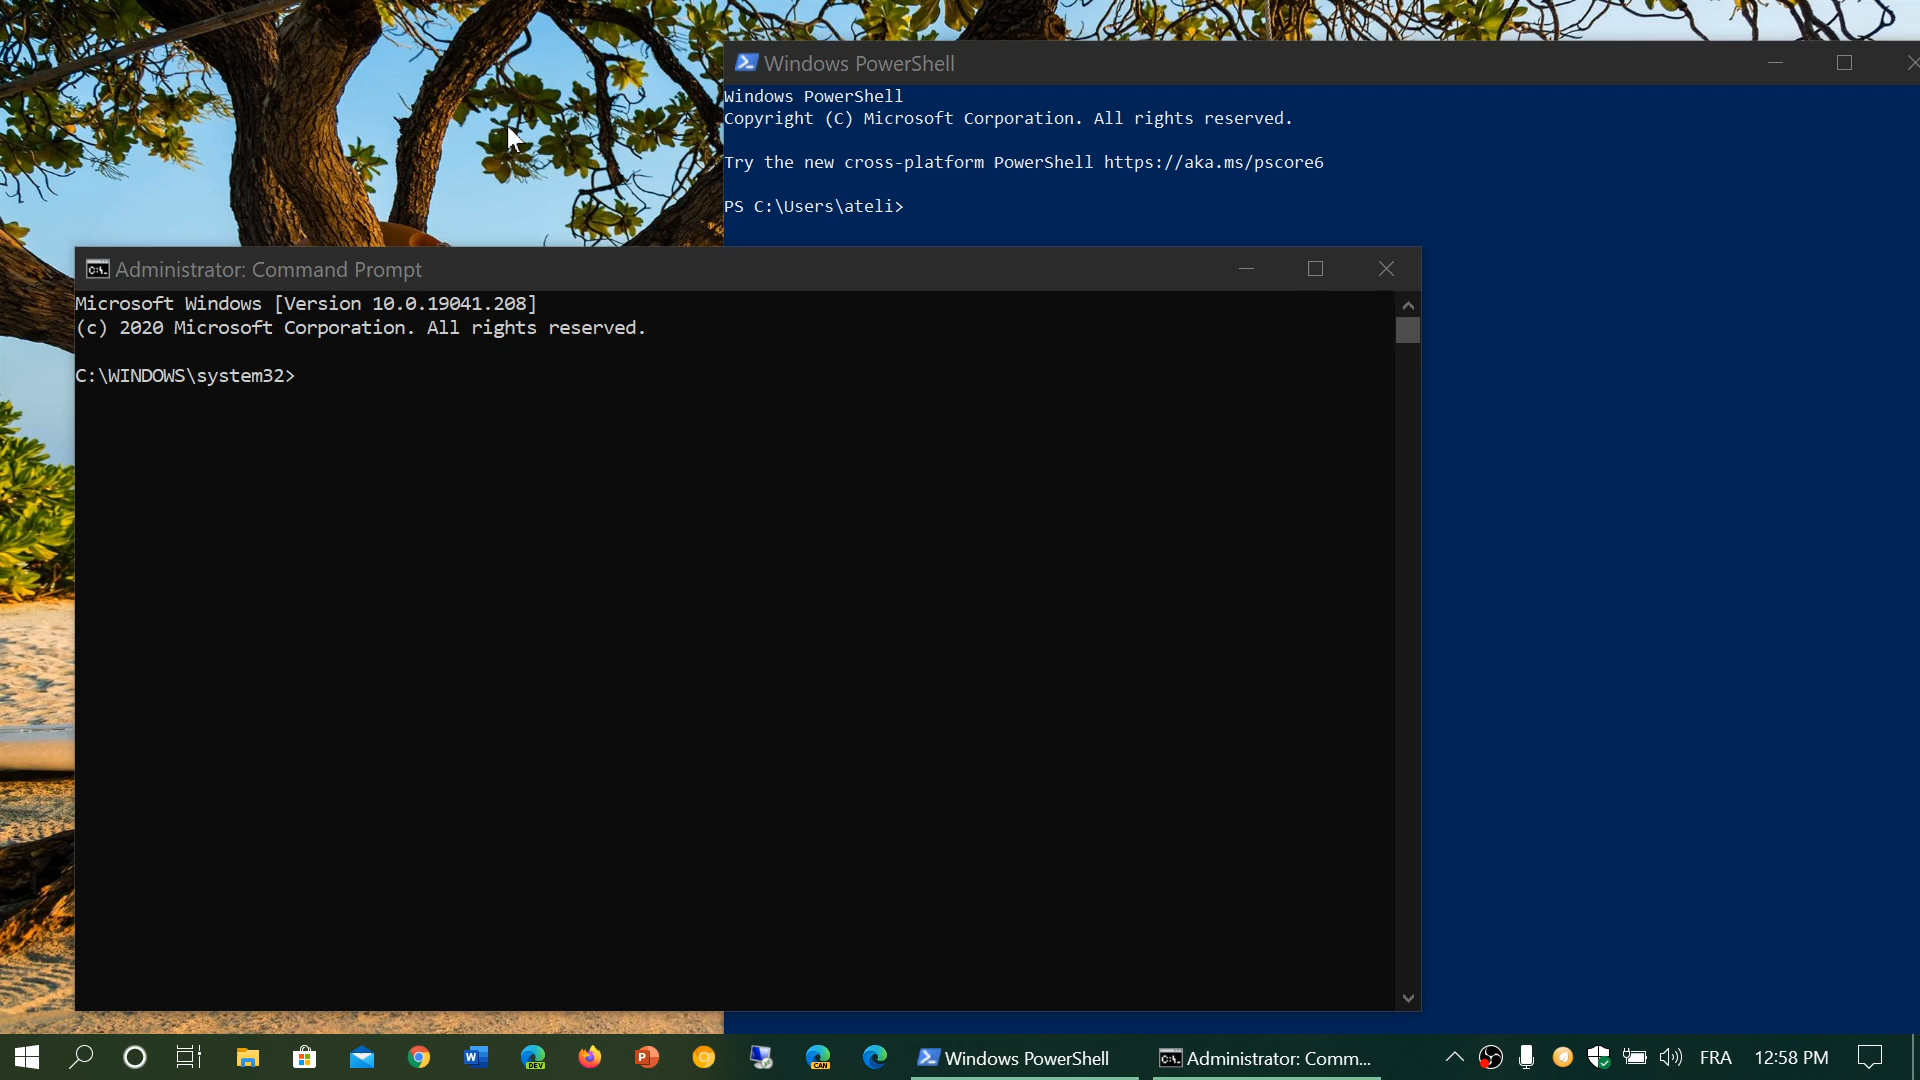 Windows PowerShell
Windows PowerShell
Copyright (C) Microsoft Corporation. All rights reserved.
Try the new cross-platform PowerShell https://aka.ms/pscore6
PS C:\Users\ateli>
Administrator: Command Prompt
Microsoft Windows [Version 10.0.19041.208]
(c) 2020 Microsoft Corporation. All rights reserved.
C:\WINDOWS\system32>
DEV
CAN
Windows PowerShell
Administrator: Comm...
FRA
12:58 PM